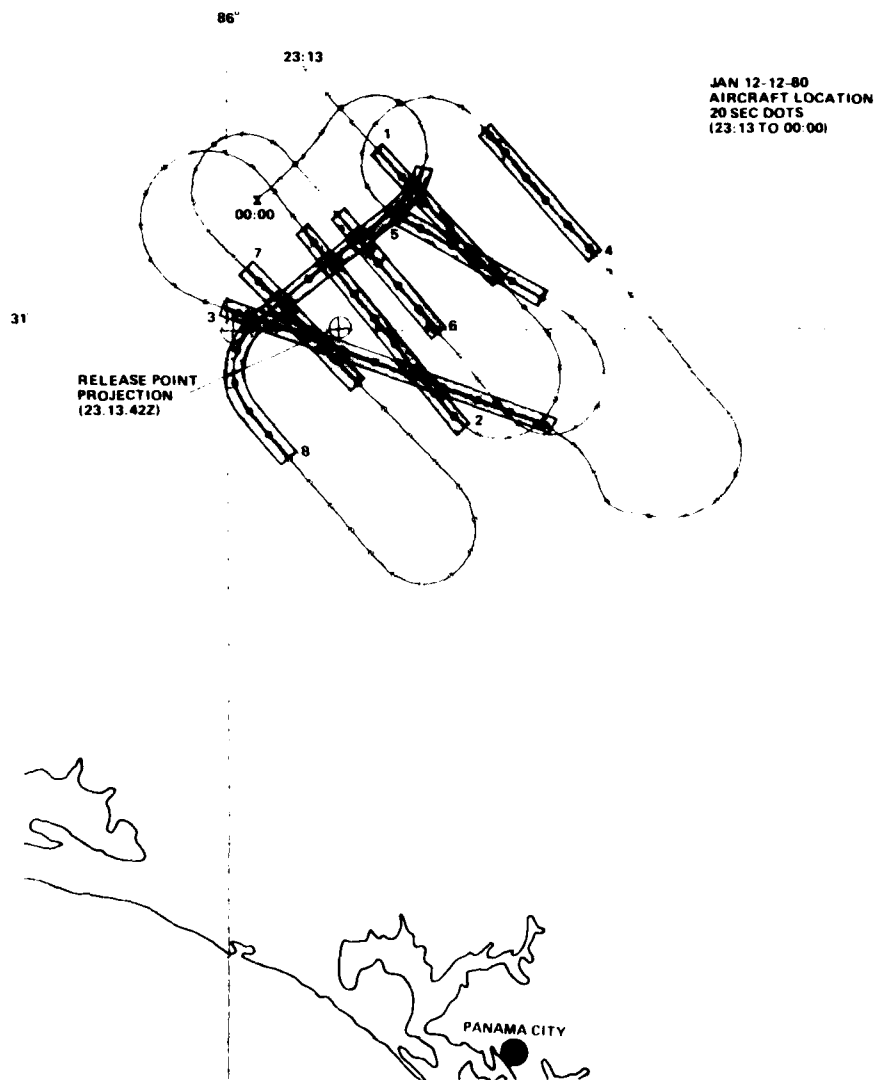 86°
23:13
JAN 12-12-80
AIRCRAFT LOCATION
20 SEC DOTS
(23:13 TO 00:00)
1
00:00
5
4
7
3
6
31'
RELEASE POINT
PROJECTION
(23.13.42Z)
2
8
PANAMA CITY